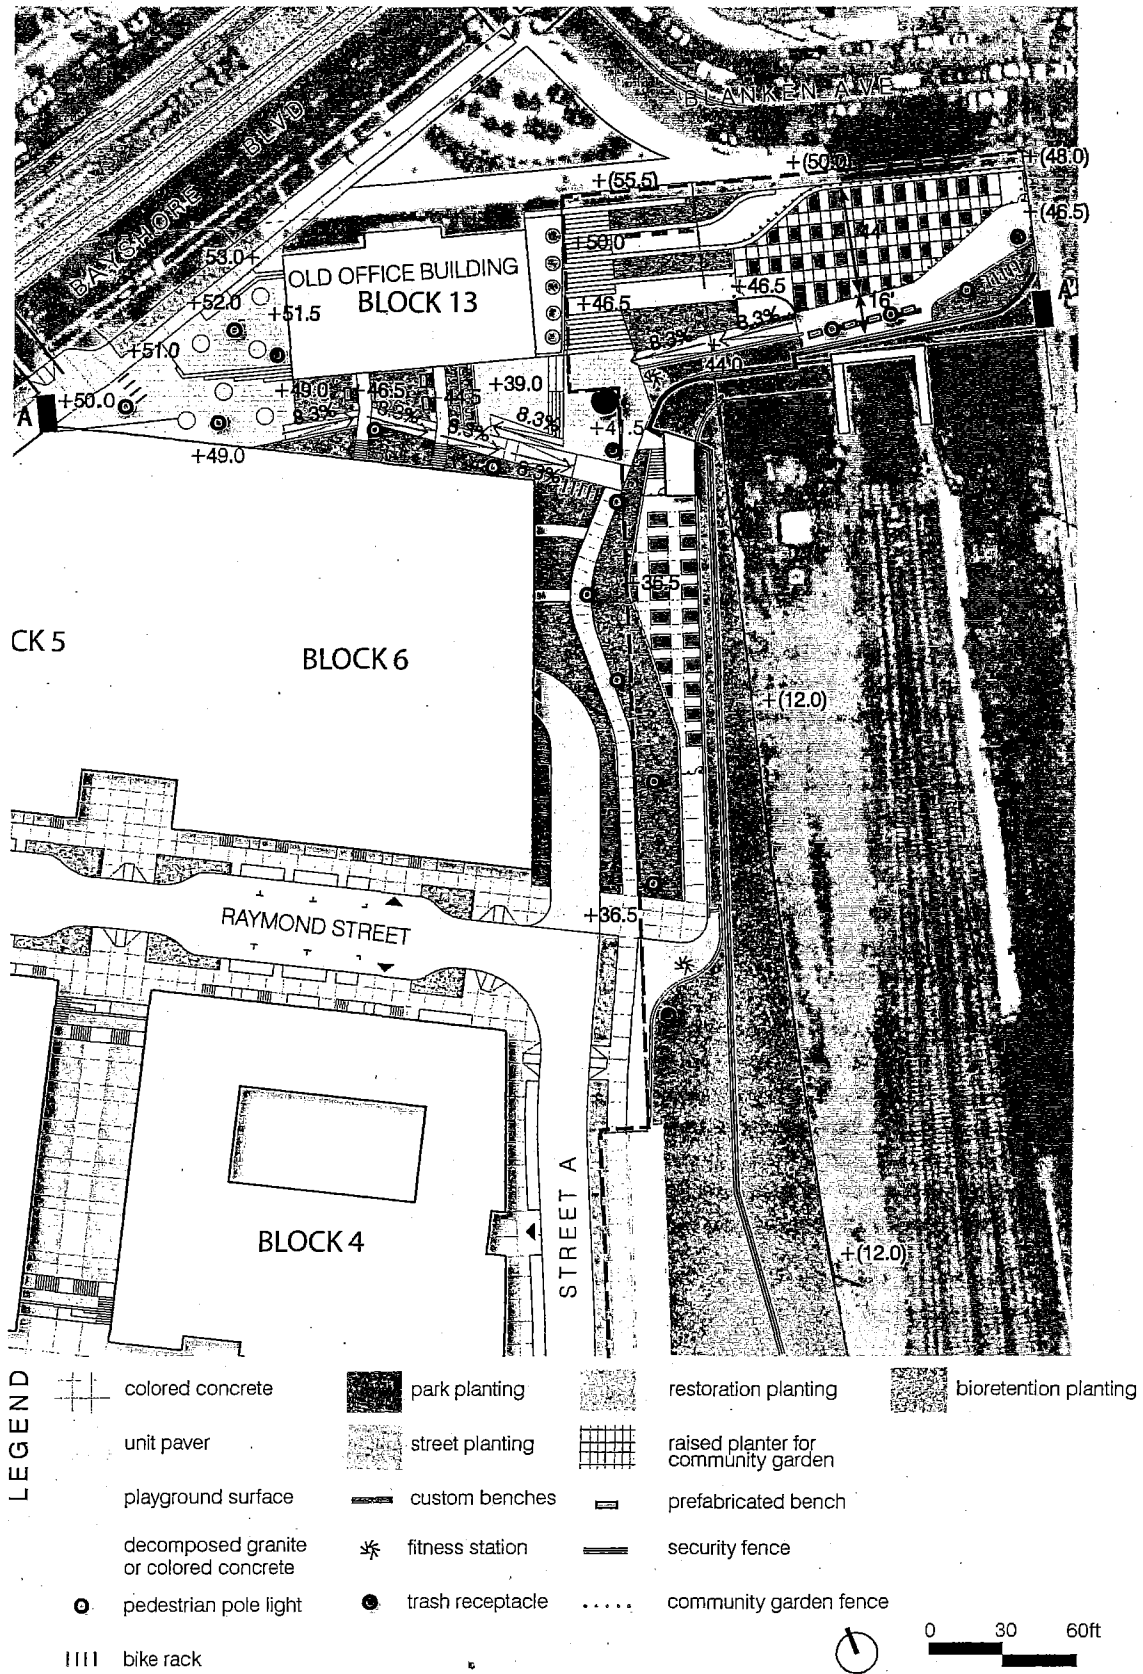 BLANKEN AVE
BAYSHORE BLVD
+(50.0)
+(48.0)
+(55.5)
+(46.5)
53.0+
+50.0
OLD OFFICE BUILDING
BLOCK 13
+52.0
+51.5
+46.5
+46.5
16'
A'
8.3%
8.3%
+51.0
44.0
+49.0
+46.5
+39.0
A
+50.0
8.3%
8.3%
8.3%
8.3%
8.3%
+49.0
+36.5
CK 5
BLOCK 6
+(12.0)
RAYMOND STREET
+36.5
STREET A
BLOCK 4
+(12.0)
LEGEND
colored concrete
park planting
restoration planting
bioretention planting
unit paver
street planting
raised planter for
community garden
playground surface
custom benches
prefabricated bench
decomposed granite
or colored concrete
fitness station
security fence
pedestrian pole light
trash receptacle
community garden fence
bike rack
0 30 60ft